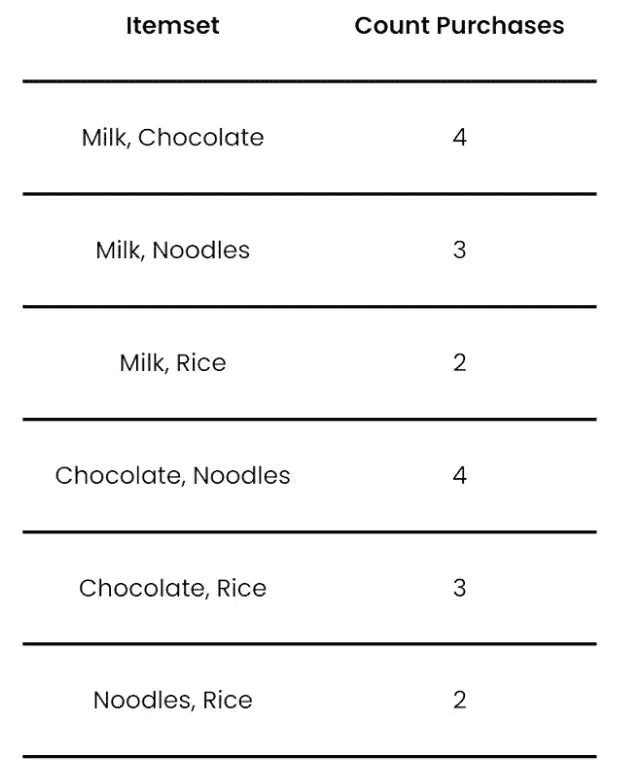 Itemset Count Purchases
Milk, Chocolate 4
Milk, Noodles 3
Milk, Rice 2
Chocolate, Noodles 4
Chocolate, Rice 3
Noodles, Rice 2